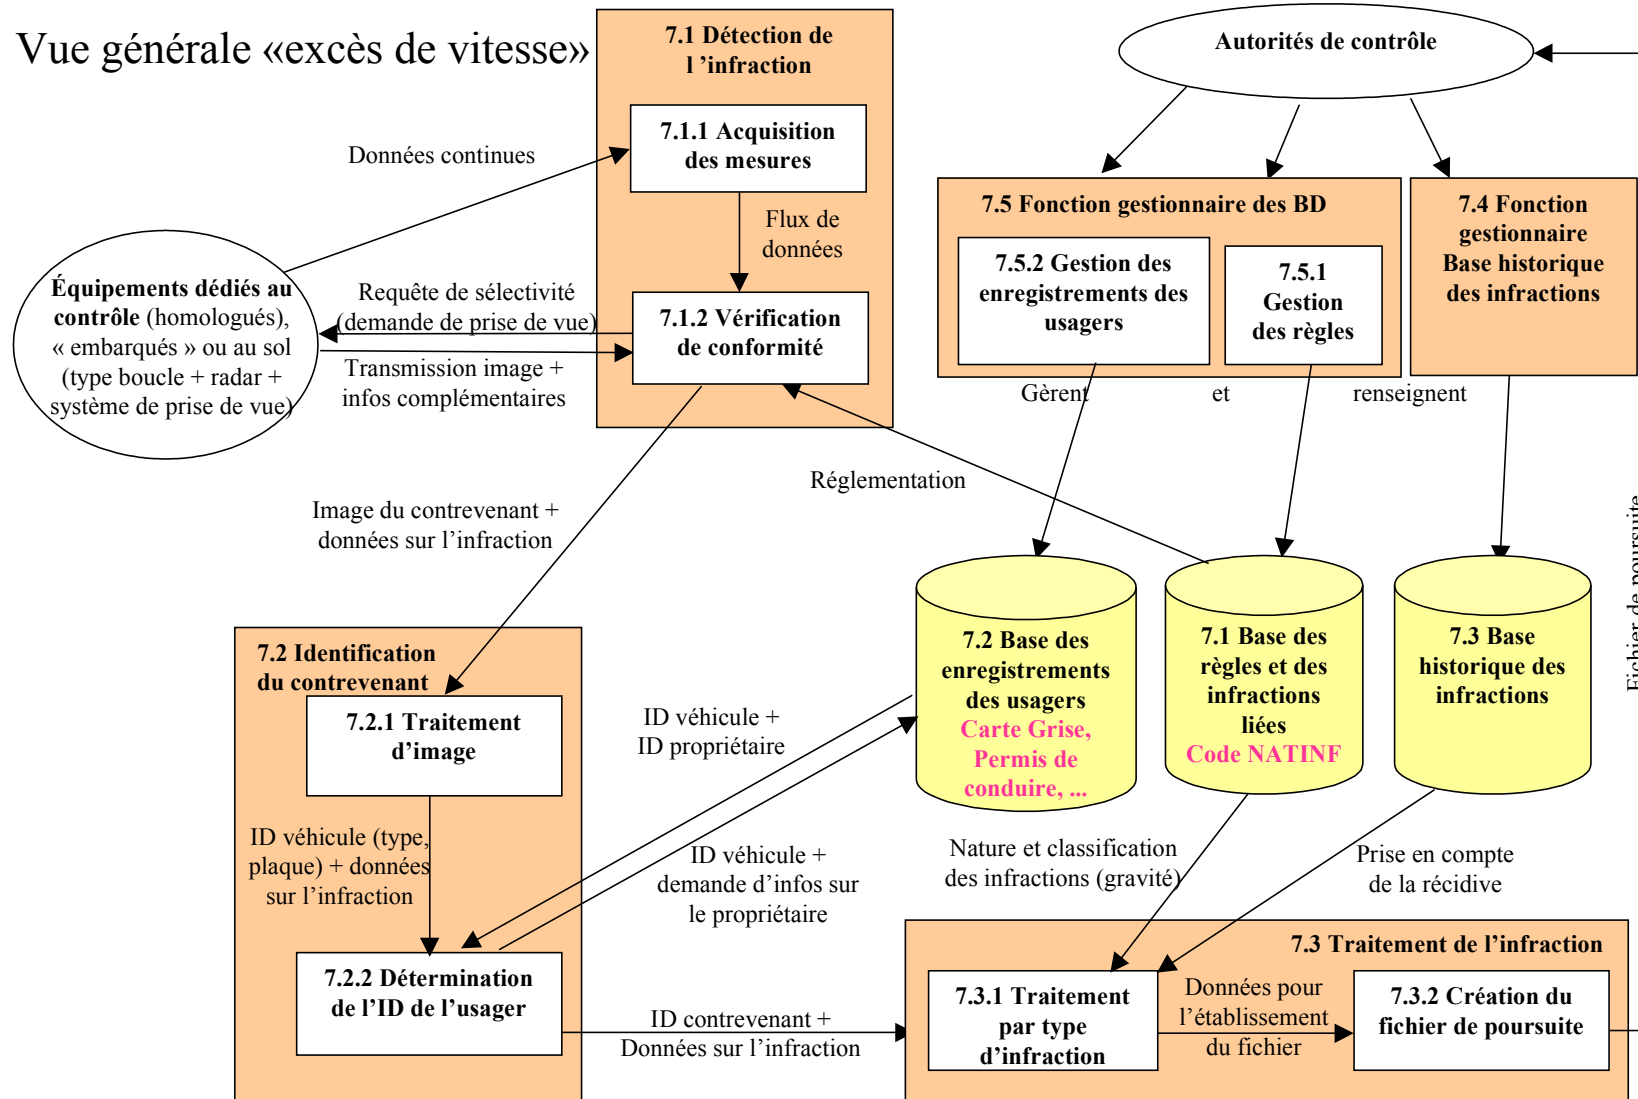 Vue générale «excès de vitesse»
7.1 Détection de
l ’infraction
7.1.1 Acquisition
des mesures
Flux de
données
7.1.2 Vérification
de conformité
Données continues
Équipements dédiés au
contrôle (homologués),
« embarqués » ou au sol
(type boucle + radar +
système de prise de vue)
Requête de sélectivité
(demande de prise de vue)
Transmission image +
infos complémentaires
Autorités de contrôle
7.5 Fonction gestionnaire des BD
7.5.2 Gestion des
enregistrements des
usagers
7.5.1
Gestion
des règles
7.4 Fonction
gestionnaire
Base historique
des infractions
Gèrent et renseignent
Réglementation
Image du contrevenant +
données sur l’infraction
7.2 Identification
du contrevenant
7.2.1 Traitement
d’image
ID véhicule (type,
plaque) + données
sur l’infraction
7.2.2 Détermination
de l’ID de l’usager
ID véhicule +
ID propriétaire
ID véhicule +
demande d’infos sur
le propriétaire
7.2 Base des
enregistrements
des usagers
Carte Grise,
Permis de
conduire, ...
7.1 Base des
règles et des
infractions
liées
Code NATINF
7.3 Base
historique des
infractions
Fichier de poursuite
Nature et classification
des infractions (gravité)
Prise en compte
de la récidive
ID contrevenant +
Données sur l’infraction
7.3 Traitement de l’infraction
7.3.1 Traitement
par type
d’infraction
Données pour
l’établissement
du fichier
7.3.2 Création du
fichier de poursuite